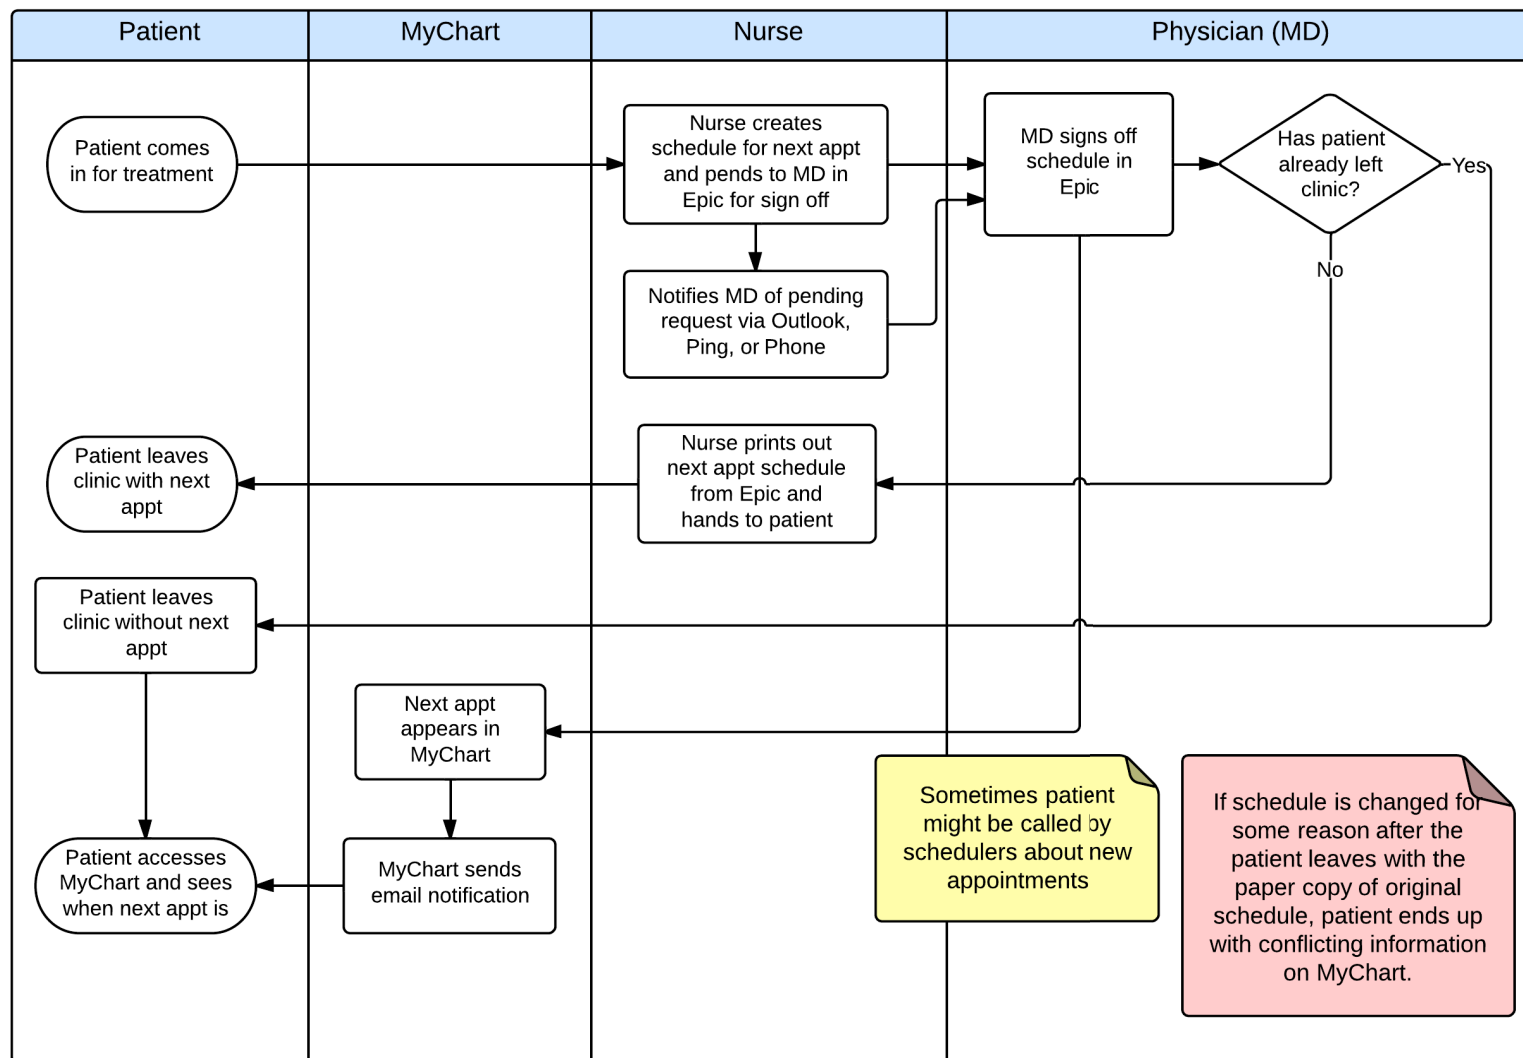 Patient
MyChart
Nurse
Physician (MD)
Patient comes
in for treatment
Nurse creates
schedule for next appt
and pends to MD in
Epic for sign off
MD signs off
schedule in
Epic
Has patient
already left
clinic?
Yes
No
Notifies MD of pending
request via Outlook,
Ping, or Phone
Patient leaves
clinic with next
appt
Nurse prints out
next appt schedule
from Epic and
hands to patient
Patient leaves
clinic without next
appt
Next appt
appears in
MyChart
Patient accesses
MyChart and sees
when next appt is
MyChart sends
email notification
Sometimes patient
might be called by
schedulers about new
appointments
If schedule is changed for
some reason after the
patient leaves with the
paper copy of original
schedule, patient ends up
with conflicting information
on MyChart.